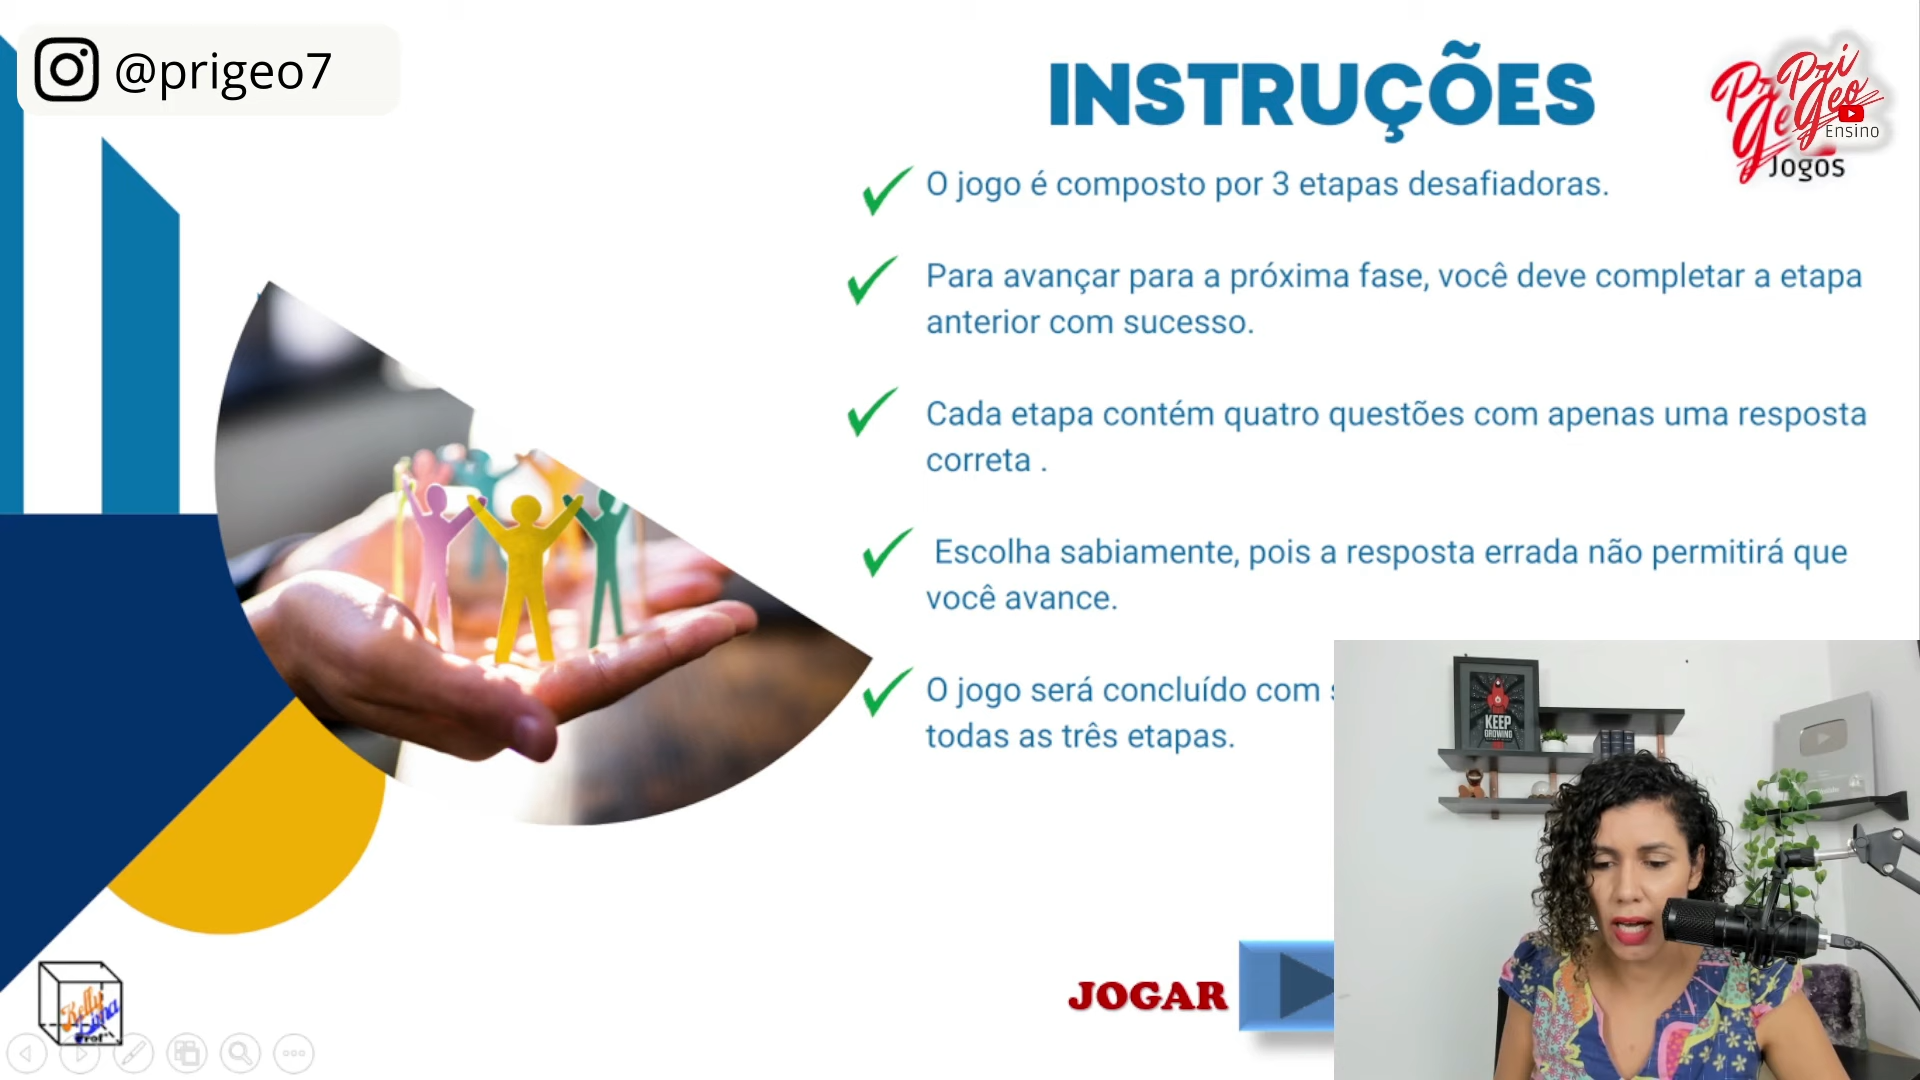 @prigeo7
INSTRUÇÕES
Pri
Geo
Ensino
Jogos
O jogo é composto por 3 etapas desafiadoras.
Para avançar para a próxima fase, você deve completar a etapa
anterior com sucesso.
Cada etapa contém quatro questões com apenas uma resposta
correta .
Escolha sabiamente, pois a resposta errada não permitirá que
você avance.
O jogo será concluído com
todas as três etapas.
KEEP
GROWING
JOGAR
Kelly
Prof